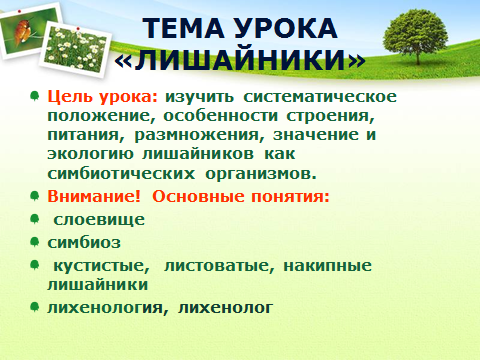 ТЕМА УРОКА
«ЛИШАЙНИКИ»
Цель урока: изучить систематическое
положение, особенности строения,
питания, размножения, значение и
экологию лишайников как
симбиотических организмов.
Внимание! Основные понятия:
слоевище
симбиоз
кустистые, листоватые, накипные
лишайники
лихенология, лихенолог